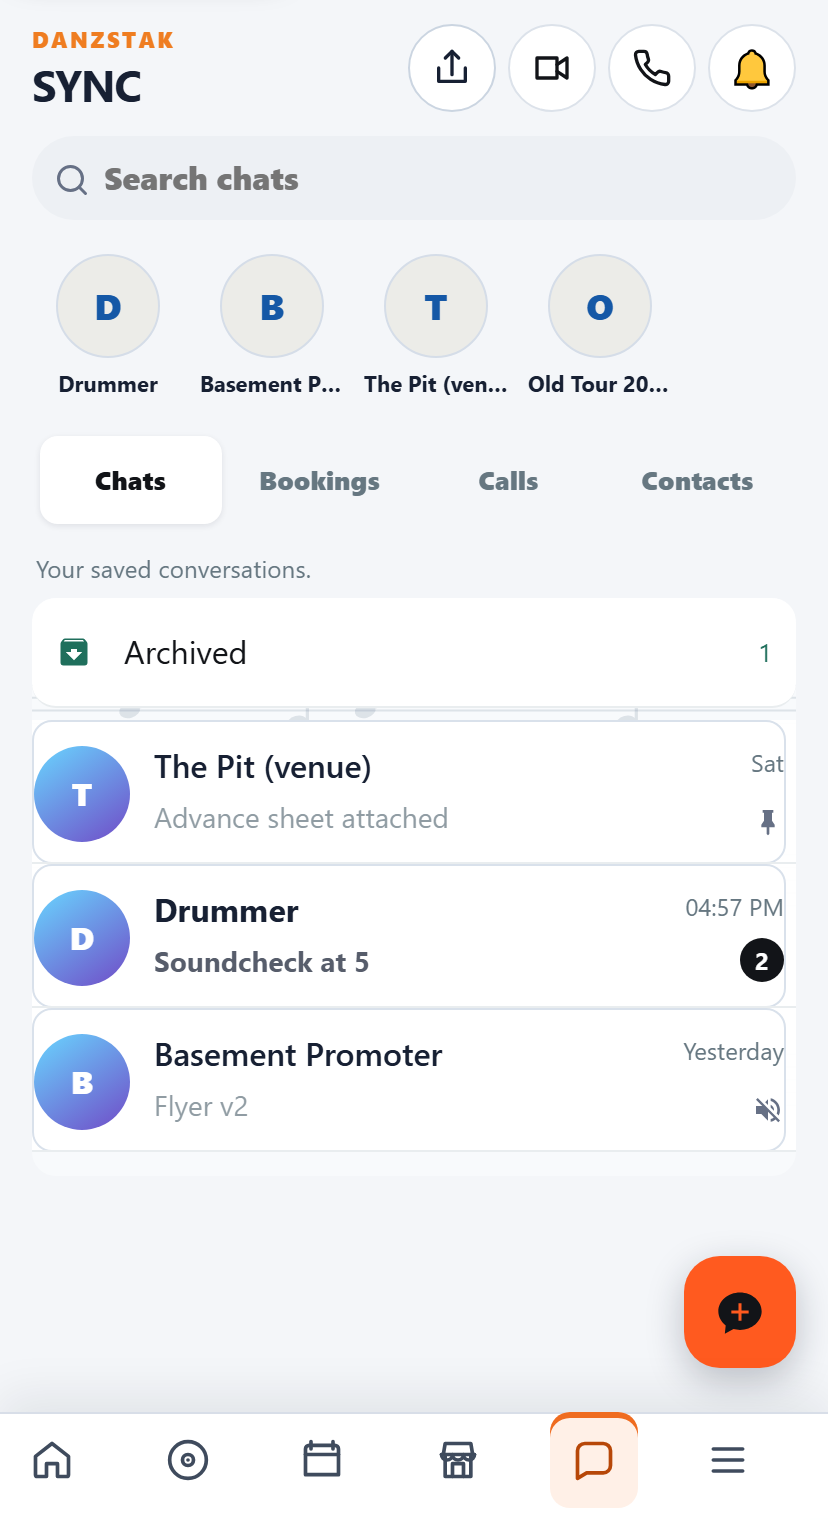 DANZSTAK
SYNC
Search chats
D
B
T
O
Drummer
Basement P...
The Pit (ven...
Old Tour 20...
Chats
Bookings
Calls
Contacts
Your saved conversations.
Archived
1
T
The Pit (venue)
Sat
Advance sheet attached
D
Drummer
04:57 PM
Soundcheck at 5
2
B
Basement Promoter
Yesterday
Flyer v2